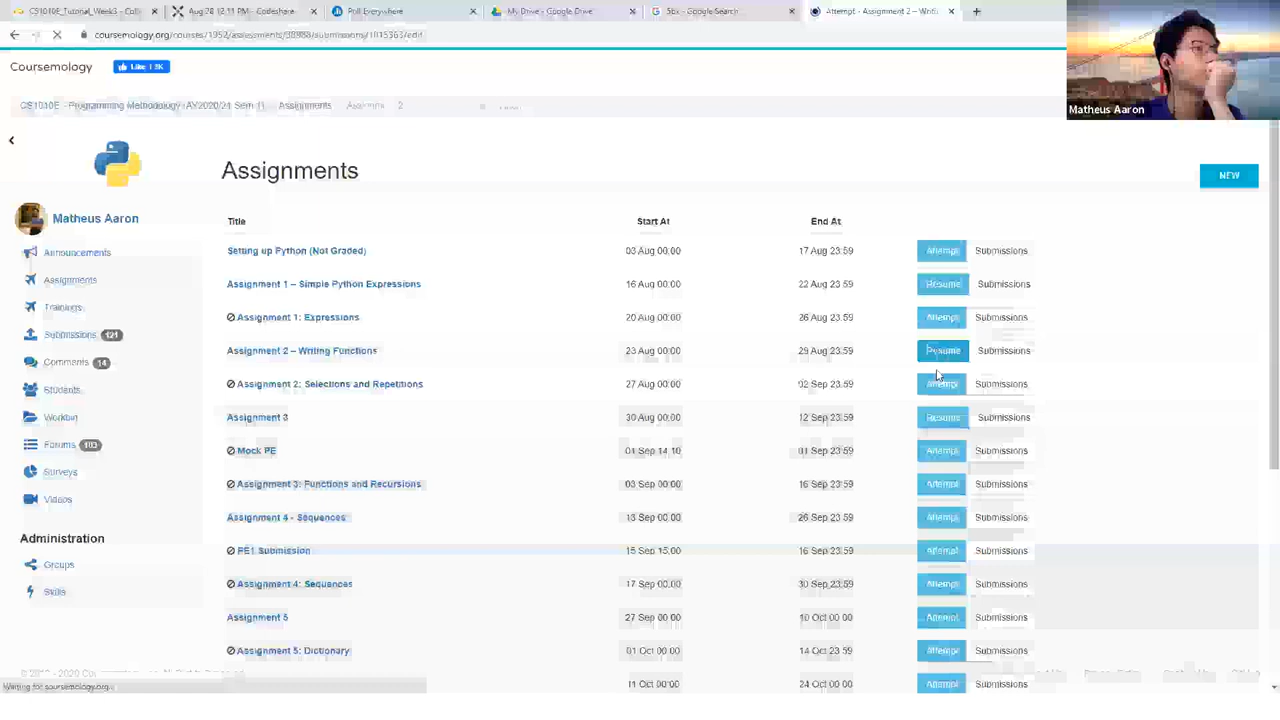 CS1010E_Tutorial_Week3 - Coll
Aug 28 12:11 PM - Codeshare
Poll Everywhere
My Drive - Google Drive
5bx - Google Search
Attempt - Assignment 2 – Writi
Coursemology
Matheus Aaron
CS1010E - Programming Methodology (AY2020/21 Sem 1)
Assignments
2
Assignments
NEW
Matheus Aaron
Title
Start At
End At
Announcements
Setting up Python (Not Graded)
03 Aug 00:00
17 Aug 23:59
Attempt
Submissions
Assignments
Assignment 1 – Simple Python Expressions
16 Aug 00:00
22 Aug 23:59
Resume
Submissions
Trainings
Assignment 1: Expressions
20 Aug 00:00
26 Aug 23:59
Attempt
Submissions
Submissions 121
Assignment 2 – Writing Functions
23 Aug 00:00
29 Aug 23:59
Resume
Submissions
Comments 14
Assignment 2: Selections and Repetitions
27 Aug 00:00
02 Sep 23:59
Attempt
Submissions
Students
Workbin
Assignment 3
30 Aug 00:00
12 Sep 23:59
Resume
Submissions
Forums 103
Mock PE
01 Sep 14:10
01 Sep 23:59
Attempt
Submissions
Surveys
Assignment 3: Functions and Recursions
03 Sep 00:00
16 Sep 23:59
Attempt
Submissions
Videos
Assignment 4 - Sequences
13 Sep 00:00
26 Sep 23:59
Attempt
Submissions
Administration
PE1 Submission
15 Sep 15:00
16 Sep 23:59
Attempt
Submissions
Groups
Assignment 4: Sequences
17 Sep 00:00
30 Sep 23:59
Attempt
Submissions
Skills
Assignment 5
27 Sep 00:00
10 Oct 00:00
Attempt
Submissions
Assignment 5: Dictionary
01 Oct 00:00
14 Oct 23:59
Attempt
Submissions
11 Oct 00:00
24 Oct 00:00
Attempt
Submissions
Waiting for coursemology.org...